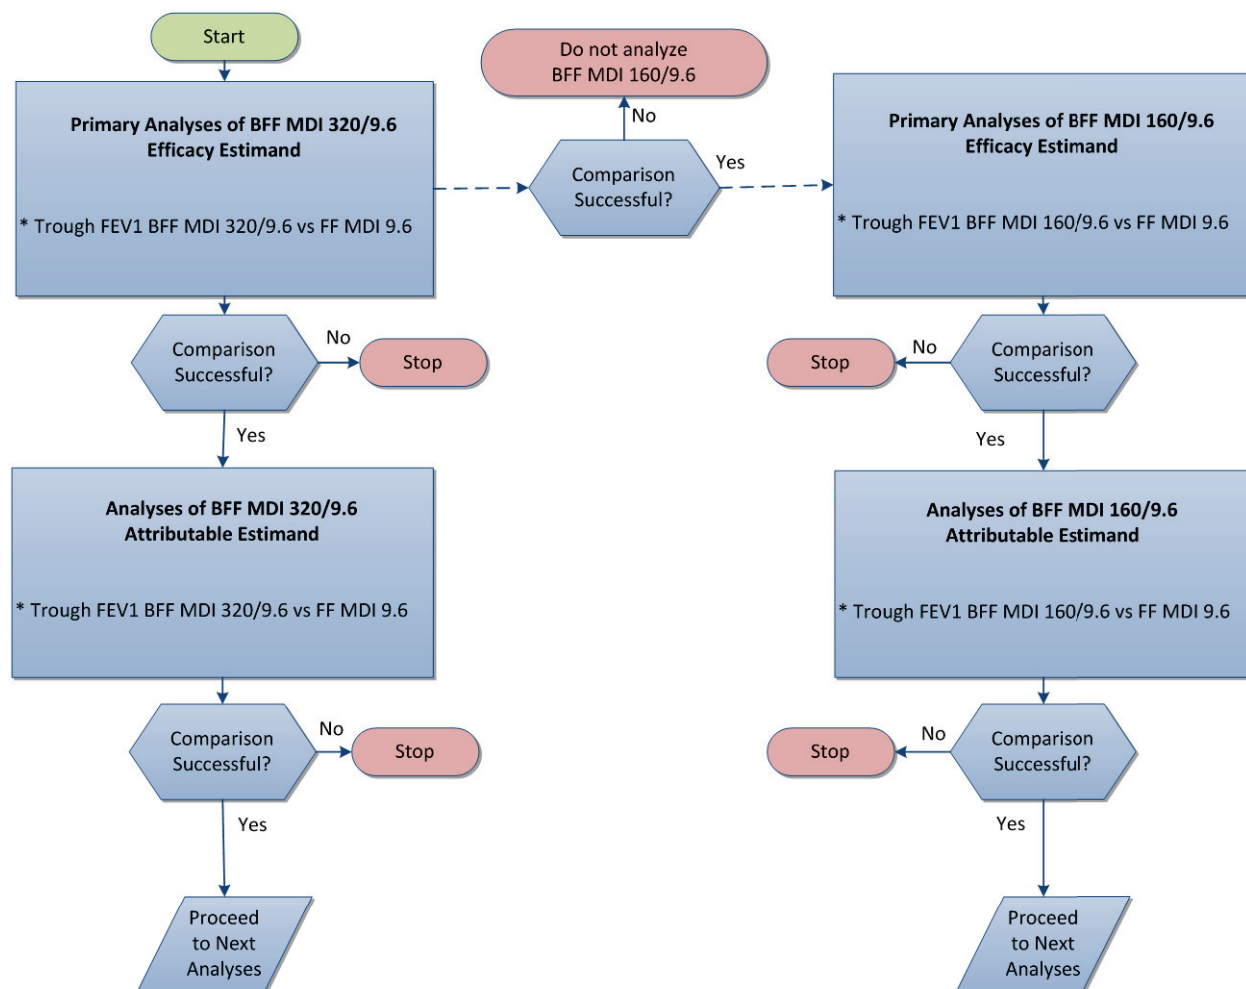 Start
Do not analyze
BFF MDI 160/9.6
No
Primary Analyses of BFF MDI 320/9.6
Efficacy Estimand
* Trough FEV1 BFF MDI 320/9.6 vs FF MDI 9.6
Comparison
Successful?
Yes
Primary Analyses of BFF MDI 160/9.6
Efficacy Estimand
* Trough FEV1 BFF MDI 160/9.6 vs FF MDI 9.6
Comparison
Successful?
No
Stop
Yes
Stop
No
Comparison
Successful?
Yes
Analyses of BFF MDI 320/9.6
Attributable Estimand
* Trough FEV1 BFF MDI 320/9.6 vs FF MDI 9.6
Analyses of BFF MDI 160/9.6
Attributable Estimand
* Trough FEV1 BFF MDI 160/9.6 vs FF MDI 9.6
Comparison
Successful?
No
Stop
Yes
Stop
No
Comparison
Successful?
Yes
Proceed
to Next
Analyses
Proceed
to Next
Analyses